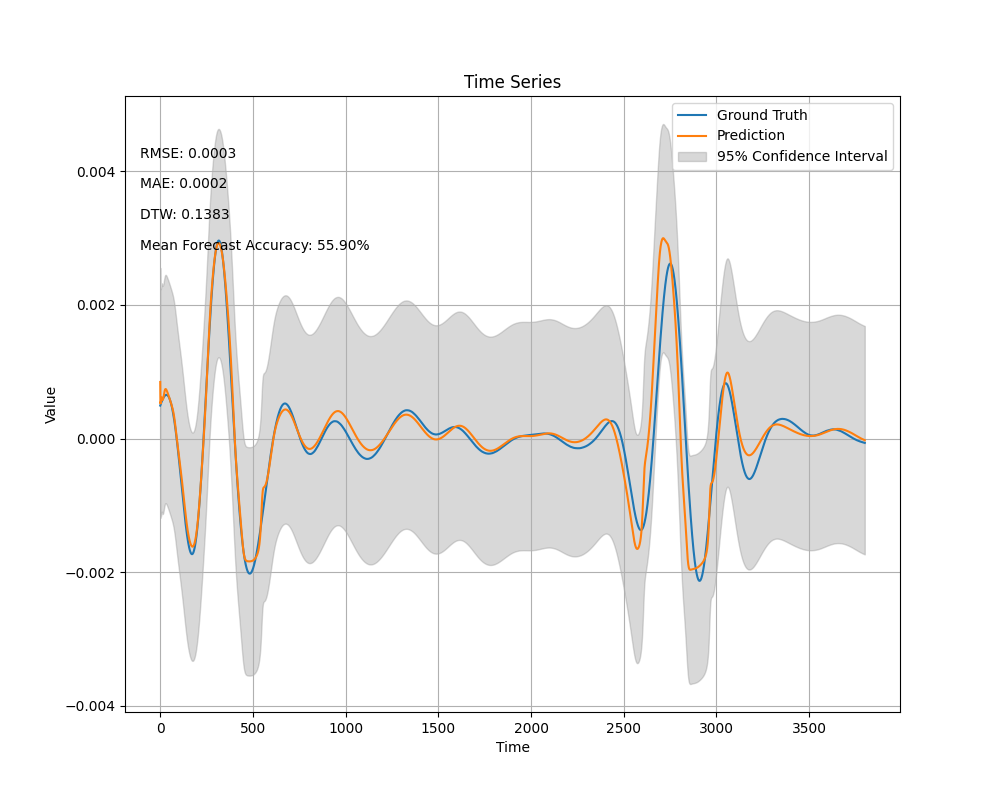 Time Series
Ground Truth
Prediction
95% Confidence Interval
RMSE: 0.0003
MAE: 0.0002
DTW: 0.1383
Mean Forecast Accuracy: 55.90%
Value
0.004
0.002
0.000
−0.002
−0.004
0 500 1000 1500 2000 2500 3000 3500
Time